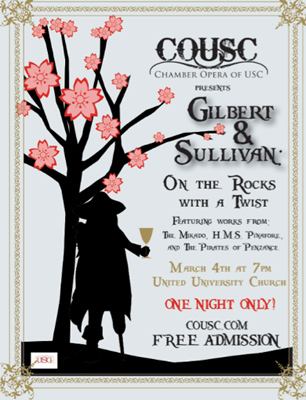 COUSC
Chamber Opera of USC
presents
Gilbert
&
Sullivan:
On the Rocks
with a Twist
Featuring works from:
The Mikado, H.M.S. Pinafore,
and The Pirates of Penzance
March 4th at 7pm
United University Church
ONE NIGHT ONLY!
COUSC.COM
FREE ADMISSION
USG